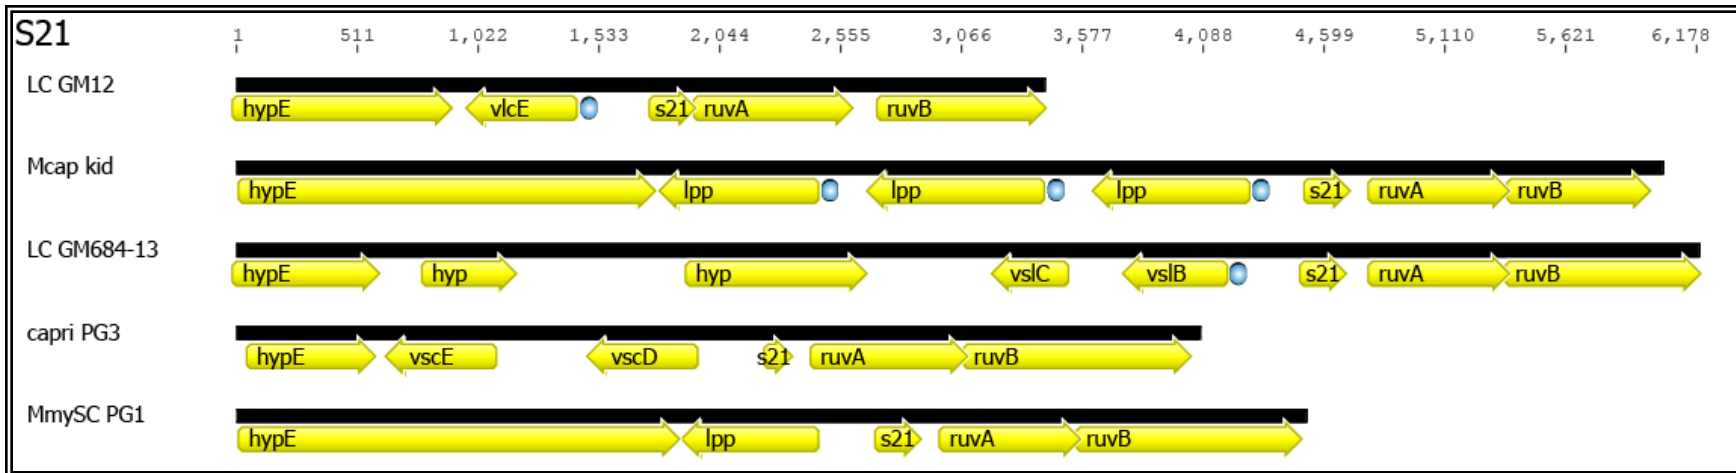 S21 1 511 1,022 1,533 2,044 2,555 3,066 3,577 4,088 4,599 5,110 5,621 6,178
LC GM12
hypE vlcE s21 ruvA ruvB
Mcap kid
hypE lpp lpp lpp s21 ruvA ruvB
LC GM684-13
hypE hyp hyp vslC vslB s21 ruvA ruvB
capri PG3
hypE vscE vscD s21 ruvA ruvB
MmySC PG1
hypE lpp s21 ruvA ruvB